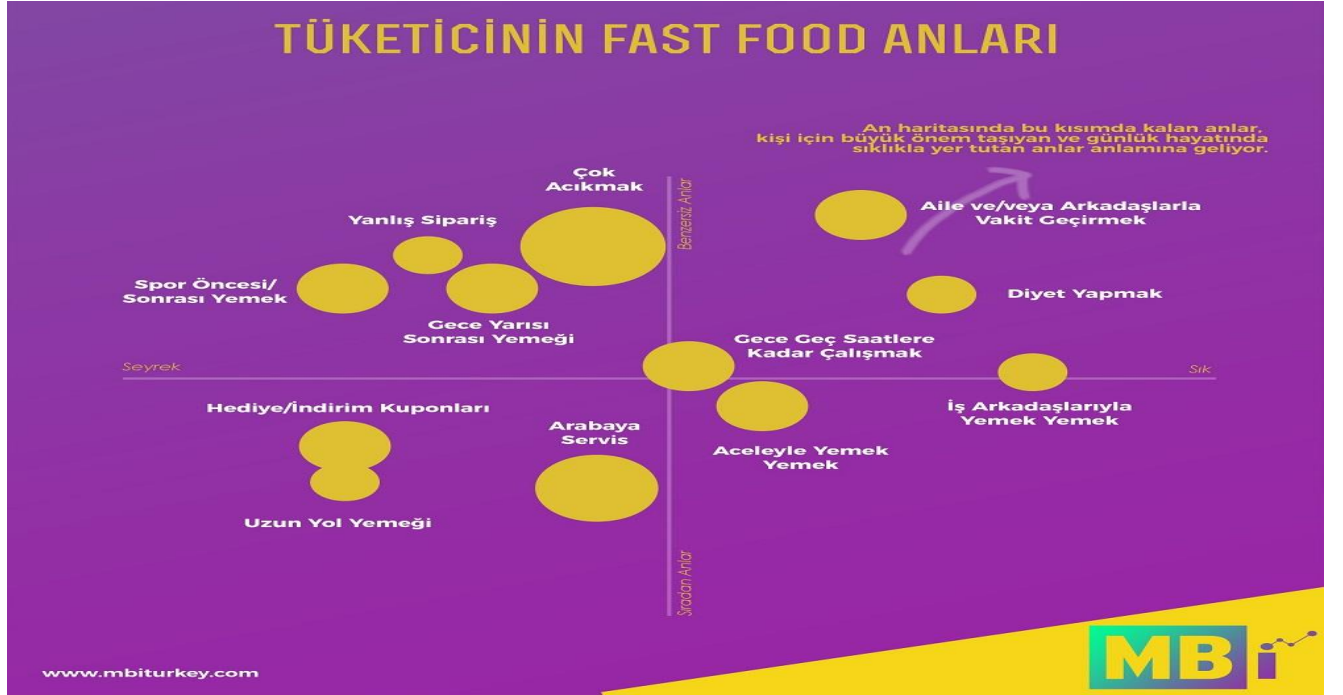 TÜKETİCİNİN FAST FOOD ANLARI
An haritasında bu kısımda kalan anlar,
kişi için büyük önem taşıyan ve günlük hayatında
sıklıkla yer tutan anlar anlamına geliyor.
Çok
Acıkmak
Benzersiz Anlar
Aile ve/veya Arkadaşlarla
Vakit Geçirmek
Yanlış Sipariş
Spor Öncesi/
Sonrası Yemek
Diyet Yapmak
Gece Yarısı
Sonrası Yemeği
Gece Geç Saatlere
Kadar Çalışmak
Seyrek
Sık
Hediye/İndirim Kuponları
İş Arkadaşlarıyla
Yemek Yemek
Arabaya
Servis
Aceleyle Yemek
Yemek
Uzun Yol Yemeği
Sıradan Anlar
MBi
www.mbiturkey.com